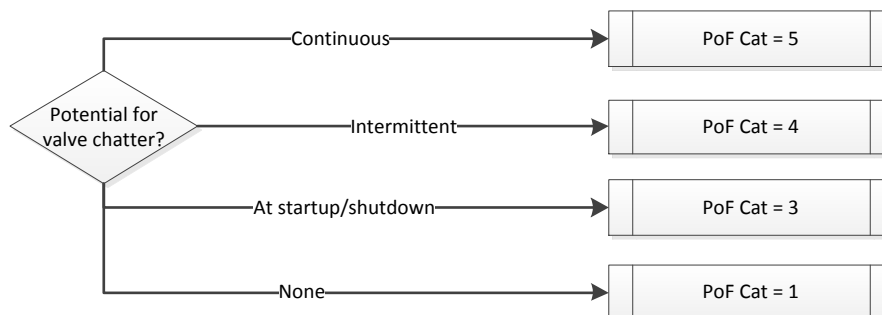 Continuous
PoF Cat = 5
Potential for
valve chatter?
Intermittent
PoF Cat = 4
At startup/shutdown
PoF Cat = 3
None
PoF Cat = 1